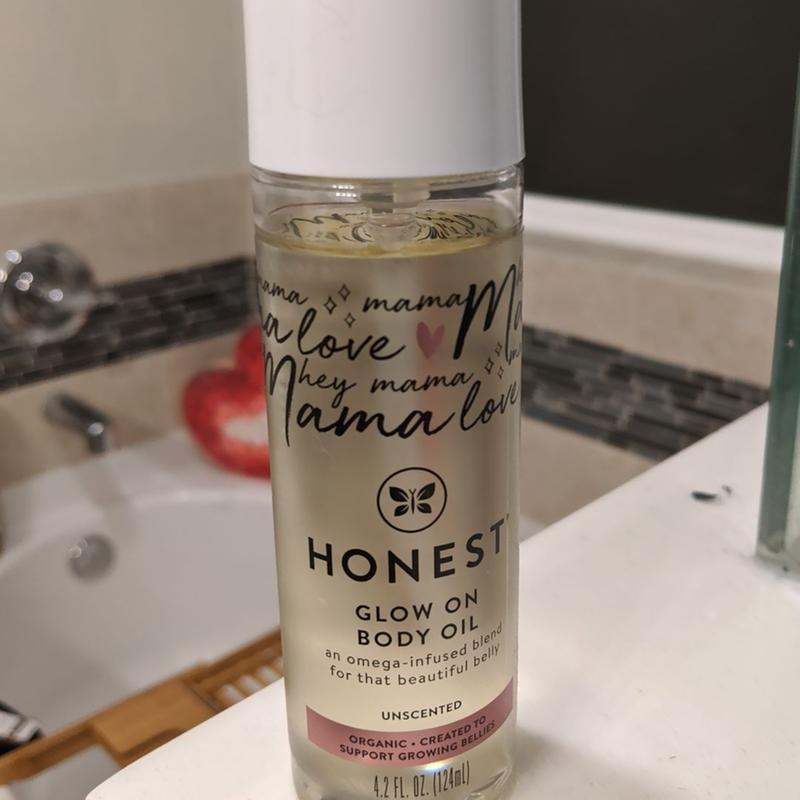 mama mama
love Ma
hey mama
Mama love
HONEST
GLOW ON
BODY OIL
an omega-infused blend
for that beautiful belly
UNSCENTED
ORGANIC • CREATED TO
SUPPORT GROWING BELLIES
4.2 FL. OZ. (124mL)